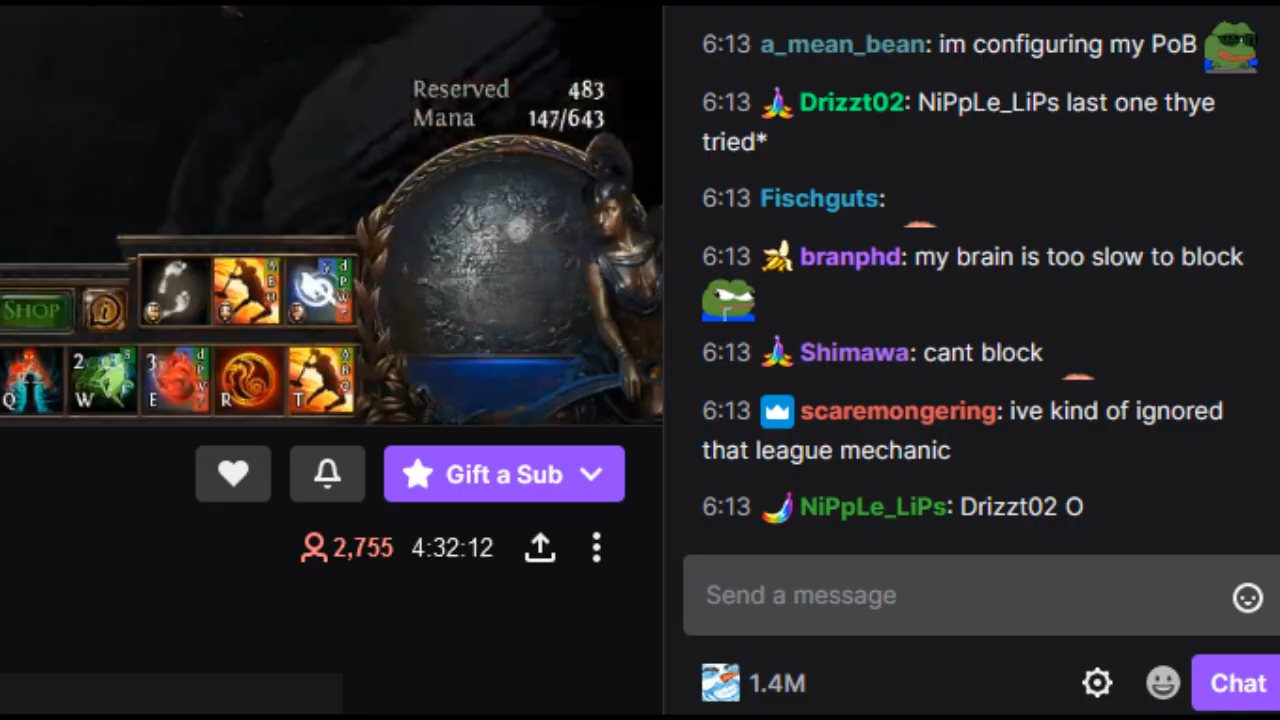 Reserved 483
Mana 147/643
SHOP
Q
2 W
3 E
R
T
Gift a Sub
2,755 4:32:12
6:13 a_mean_bean: im configuring my PoB
6:13 Drizzt02: NiPpLe_LiPs last one thye
tried*
6:13 Fischguts:
6:13 branphd: my brain is too slow to block
6:13 Shimawa: cant block
6:13 scaremongering: ive kind of ignored
that league mechanic
6:13 NiPpLe_LiPs: Drizzt02 O
Send a message
1.4M
Chat